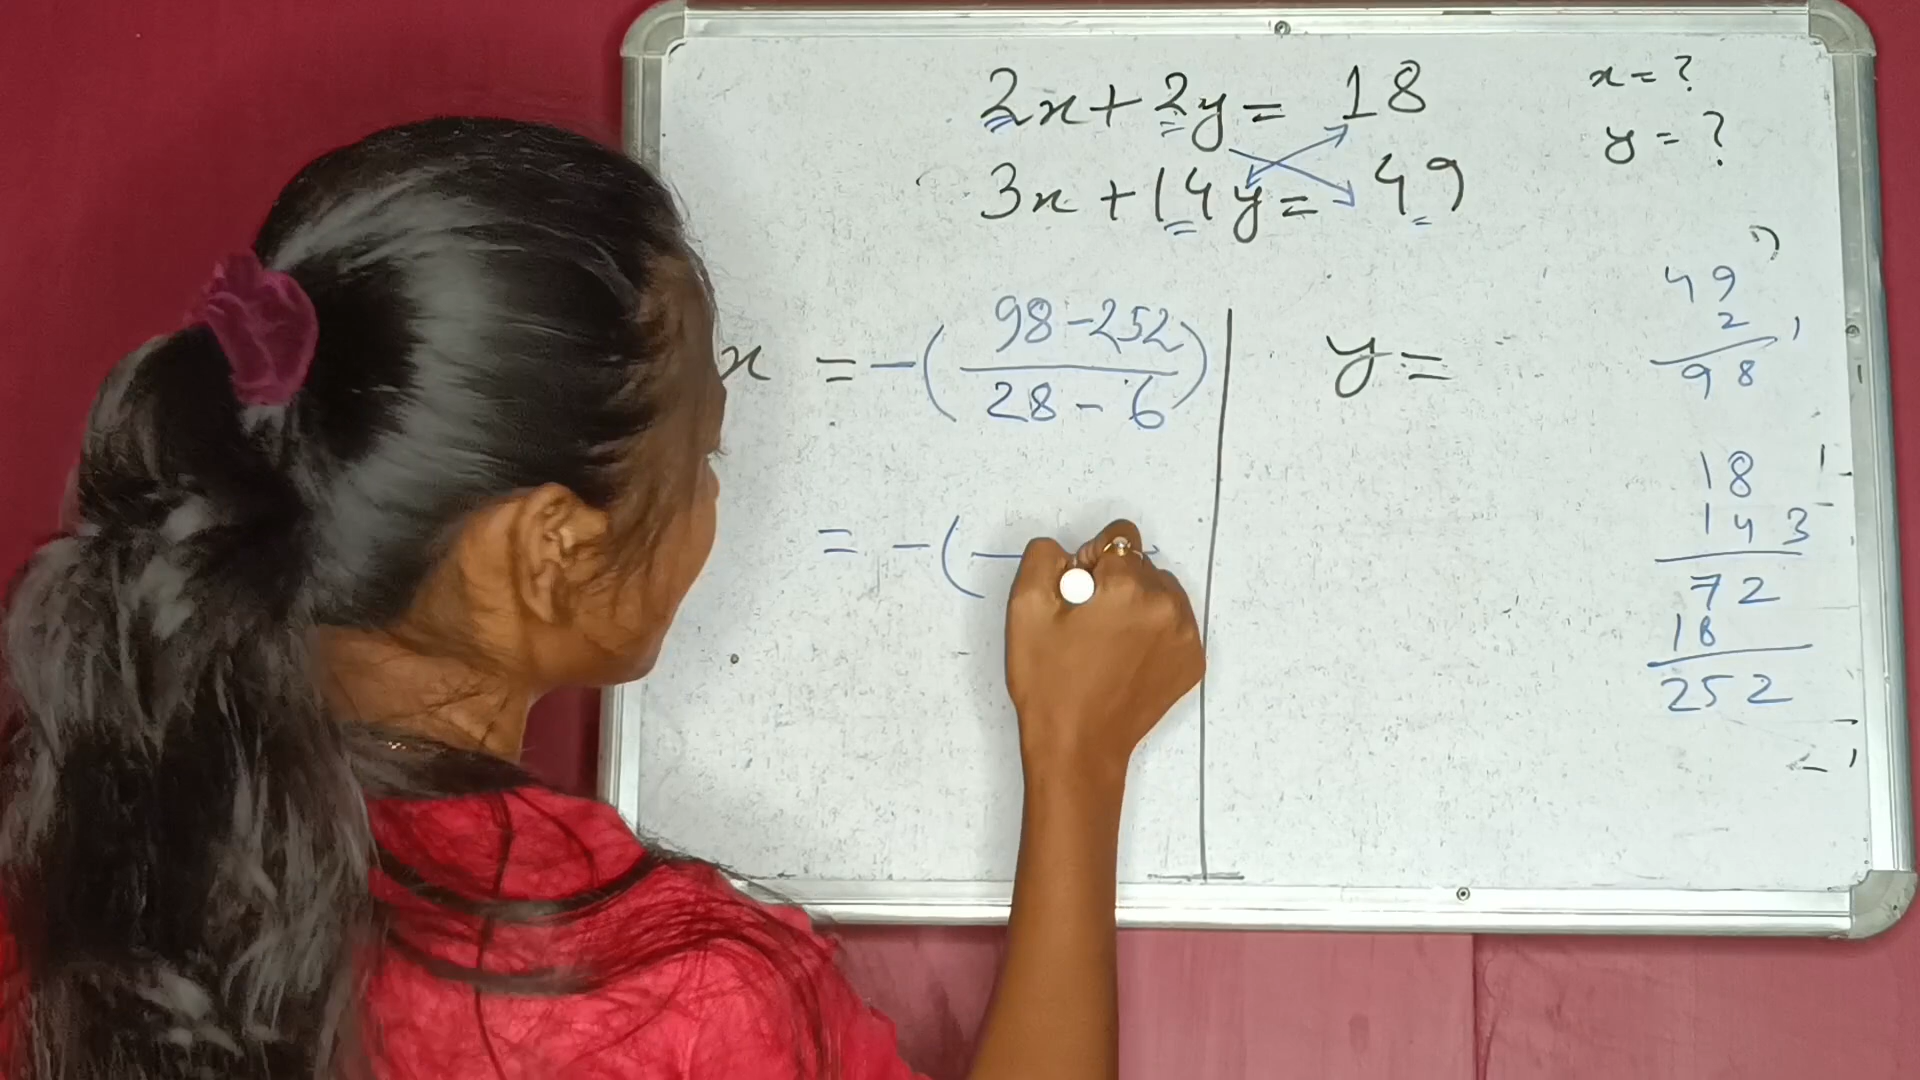 2x + 2y = 18
3x + 14y = 49
x = ?
y = ?
x = -(98-252
28-6)
= -(
y =
49
2
98
18
14 3
72
18
252